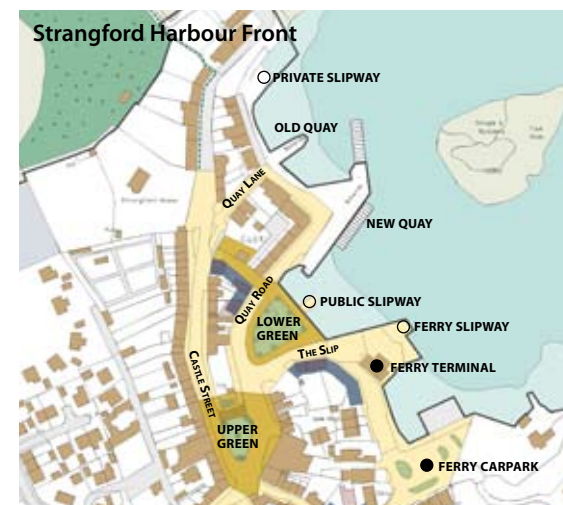 Strangford Harbour Front
PRIVATE SLIPWAY
OLD QUAY
QUAY LANE
NEW QUAY
QUAY ROAD
PUBLIC SLIPWAY
LOWER
GREEN
FERRY SLIPWAY
THE SLIP
FERRY TERMINAL
CASTLE STREET
UPPER
GREEN
FERRY CARPARK